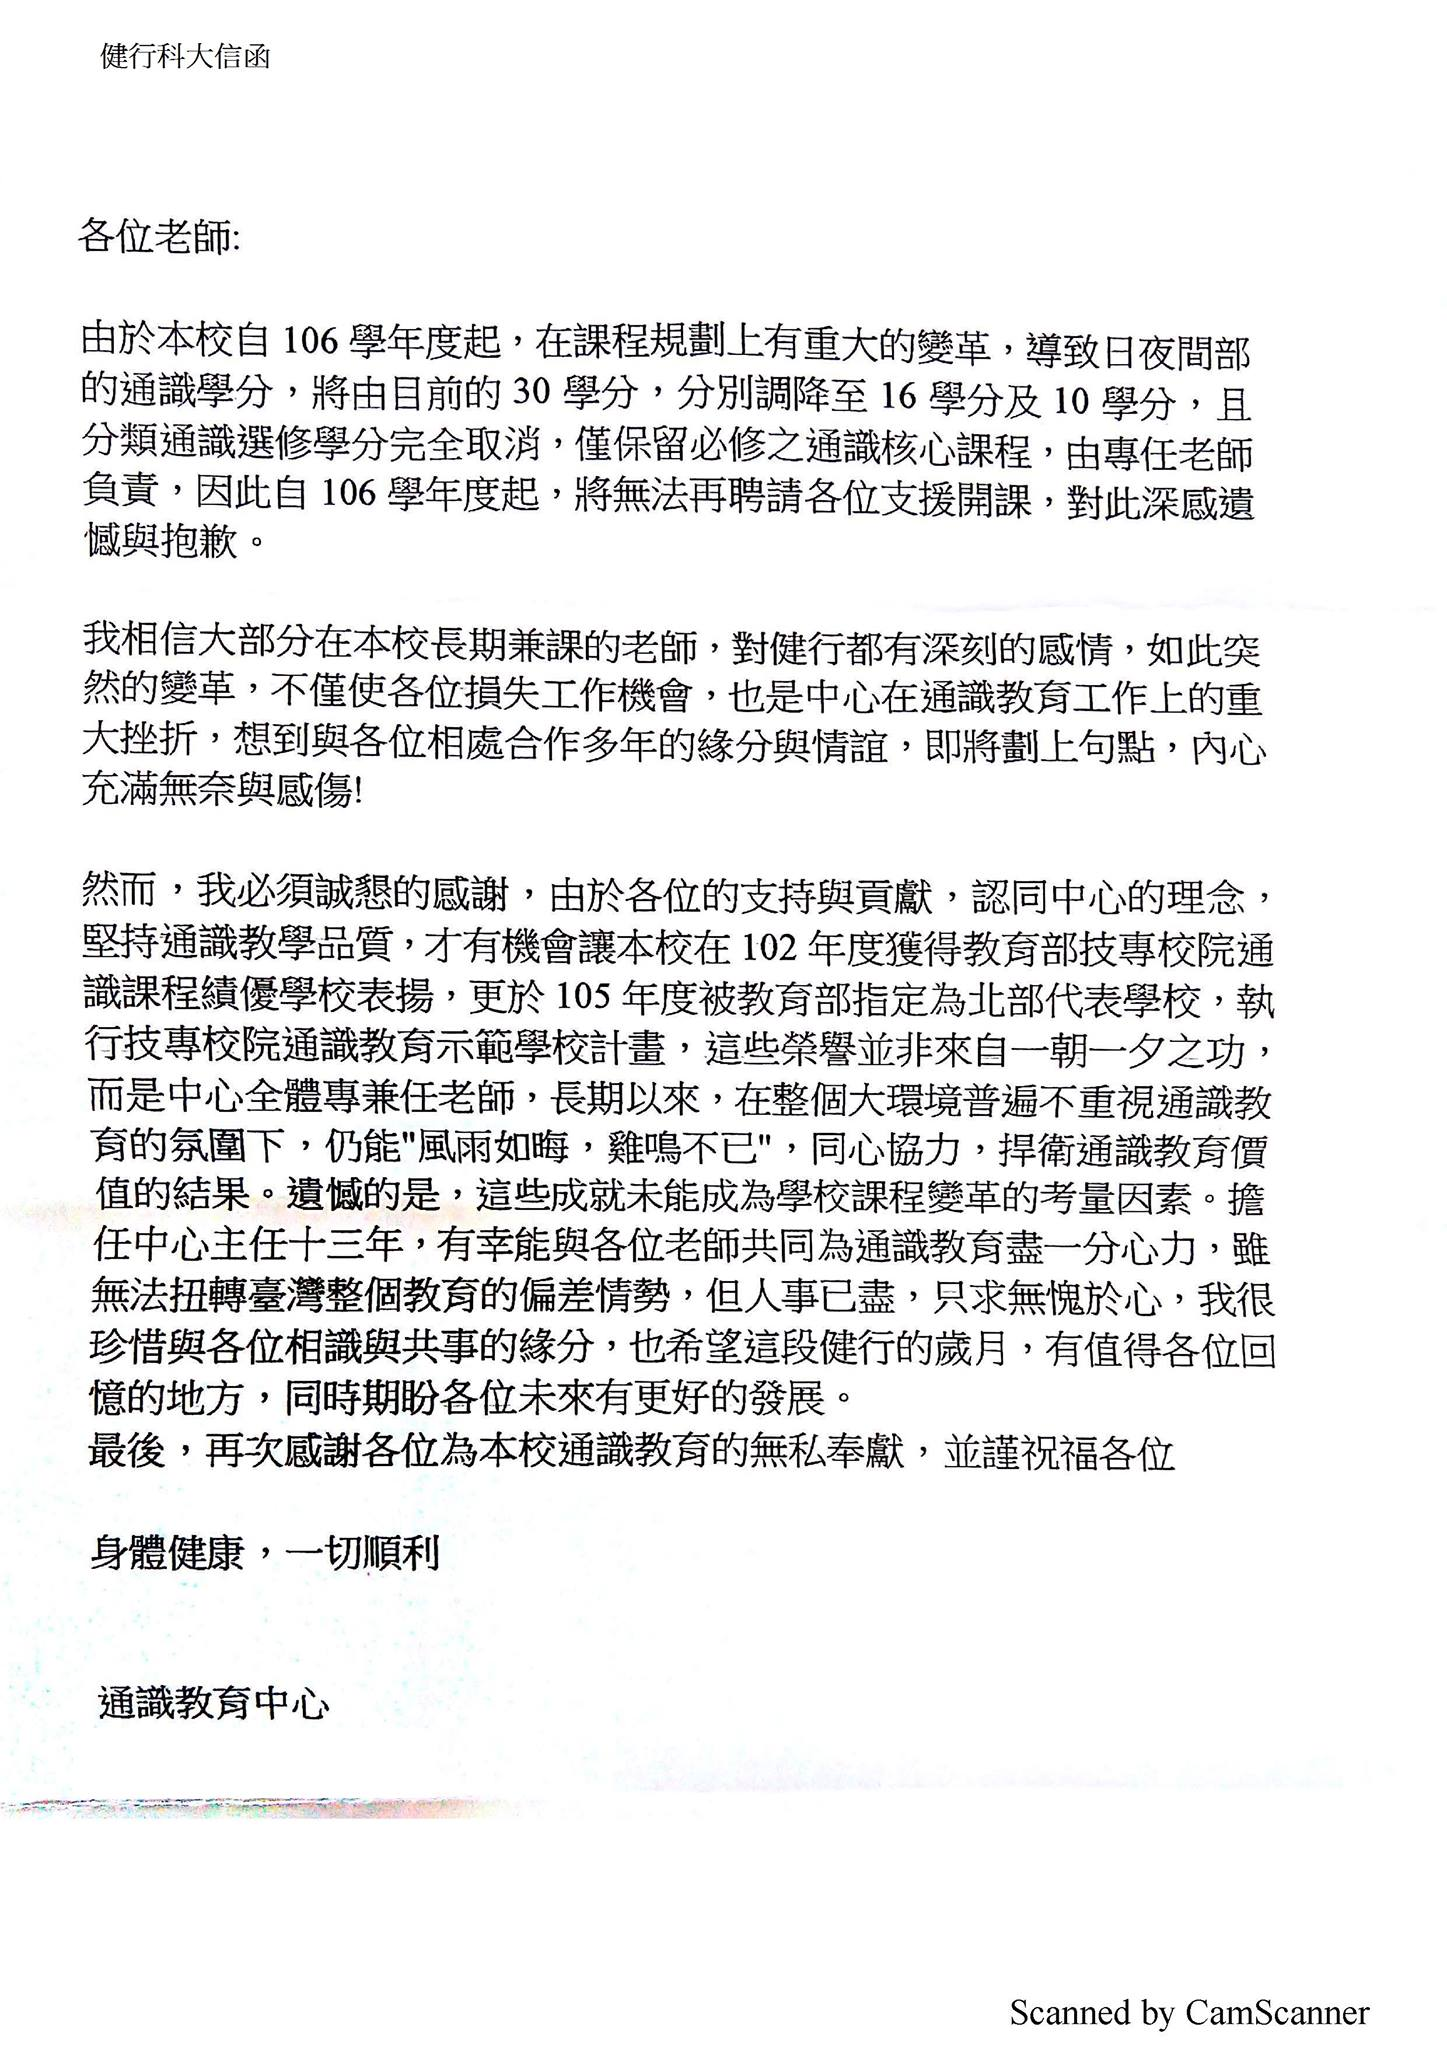 健行科大信函
各位老師:
由於本校自 106 學年度起，在課程規劃上有重大的變革，導致日夜間部
的通識學分，將由目前的 30 學分，分別調降至 16 學分及 10 學分，且
分類通識選修學分完全取消，僅保留必修之通識核心課程，由專任老師
負責，因此自 106 學年度起，將無法再聘請各位支援開課，對此深感遺
憾與抱歉。
我相信大部分在本校長期兼課的老師，對健行都有深刻的感情，如此突
然的變革，不僅使各位損失工作機會，也是中心在通識教育工作上的重
大挫折，想到與各位相處合作多年的緣分與情誼，即將劃上句點，內心
充滿無奈與感傷!
然而，我必須誠懇的感謝，由於各位的支持與貢獻，認同中心的理念，
堅持通識教學品質，才有機會讓本校在 102 年度獲得教育部技專校院通
識課程績優學校表揚，更於 105 年度被教育部指定為北部代表學校，執
行技專校院通識教育示範學校計畫，這些榮譽並非來自一朝一夕之功，
而是中心全體專兼任老師，長期以來，在整個大環境普遍不重視通識教
育的氛圍下，仍能"風雨如晦，雞鳴不已"，同心協力，捍衛通識教育價
值的結果。遺憾的是，這些成就未能成為學校課程變革的考量因素。擔
任中心主任十三年，有幸能與各位老師共同為通識教育盡一分心力，雖
無法扭轉臺灣整個教育的偏差情勢，但人事已盡，只求無愧於心，我很
珍惜與各位相識與共事的緣分，也希望這段健行的歲月，有值得各位回
憶的地方，同時期盼各位未來有更好的發展。
最後，再次感謝各位為本校通識教育的無私奉獻，並謹祝福各位
身體健康，一切順利
通識教育中心
Scanned by CamScanner